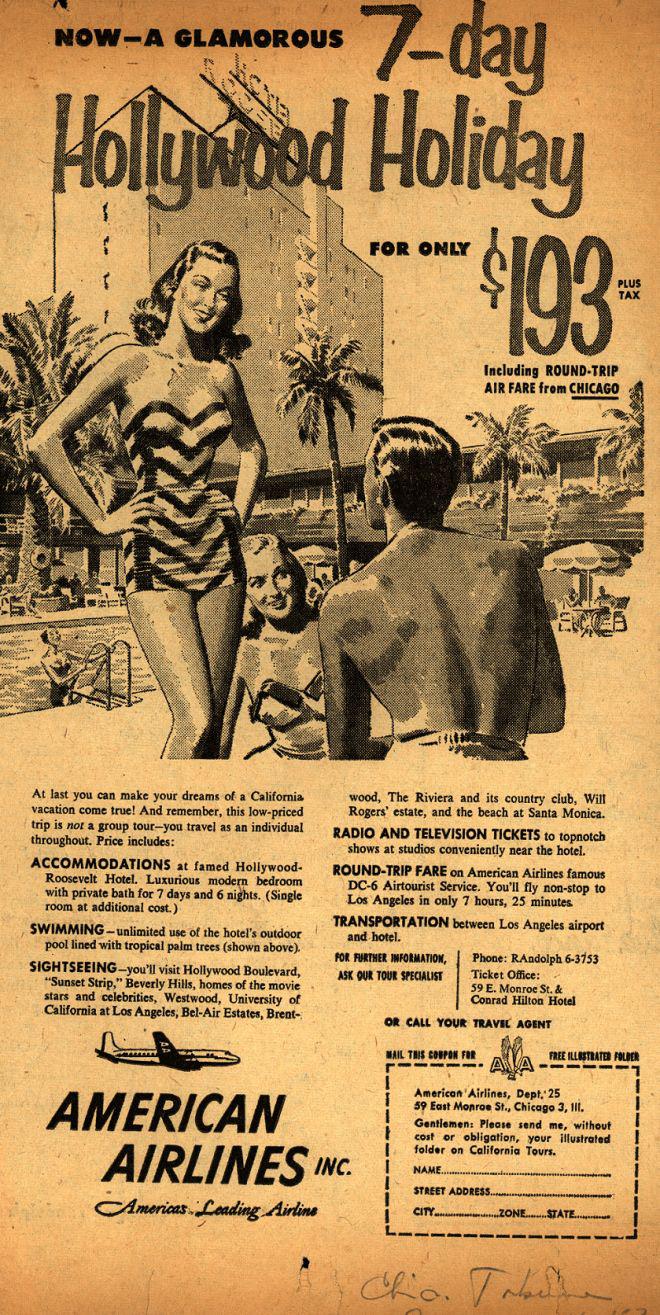 NOW—A GLAMOROUS 7-day
Hollywood Holiday
FOR ONLY $193 PLUS TAX
Including ROUND-TRIP
AIR FARE from CHICAGO
At last you can make your dreams of a California
vacation come true! And remember, this low-priced
trip is not a group tour—you travel as an individual
throughout. Price includes:
ACCOMMODATIONS at famed Hollywood-
Roosevelt Hotel. Luxurious modern bedroom
with private bath for 7 days and 6 nights. (Single
room at additional cost.)
SWIMMING—unlimited use of the hotel's outdoor
pool lined with tropical palm trees (shown above).
SIGHTSEEING—you'll visit Hollywood Boulevard,
"Sunset Strip," Beverly Hills, homes of the movie
stars and celebrities, Westwood, University of
California at Los Angeles, Bel-Air Estates, Brent-
wood, The Riviera and its country club, Will
Rogers' estate, and the beach at Santa Monica.
RADIO AND TELEVISION TICKETS to topnotch
shows at studios conveniently near the hotel.
ROUND-TRIP FARE on American Airlines famous
DC-6 Airtourist Service. You'll fly non-stop to
Los Angeles in only 7 hours, 25 minutes.
TRANSPORTATION between Los Angeles airport
and hotel.
FOR FURTHER INFORMATION,
ASK OUR TOUR SPECIALIST
Phone: RAndolph 6-3753
Ticket Office:
59 E. Monroe St. &
Conrad Hilton Hotel
OR CALL YOUR TRAVEL AGENT
AMERICAN
AIRLINES INC.
America's Leading Airline
MAIL THIS COUPON FOR AA FREE ILLUSTRATED FOLDER
American Airlines, Dept. 25
59 East Monroe St., Chicago 3, Ill.
Gentlemen: Please send me, without
cost or obligation, your illustrated
folder on California Tours.
NAME
STREET ADDRESS
CITY ZONE STATE
Chic. Tribune